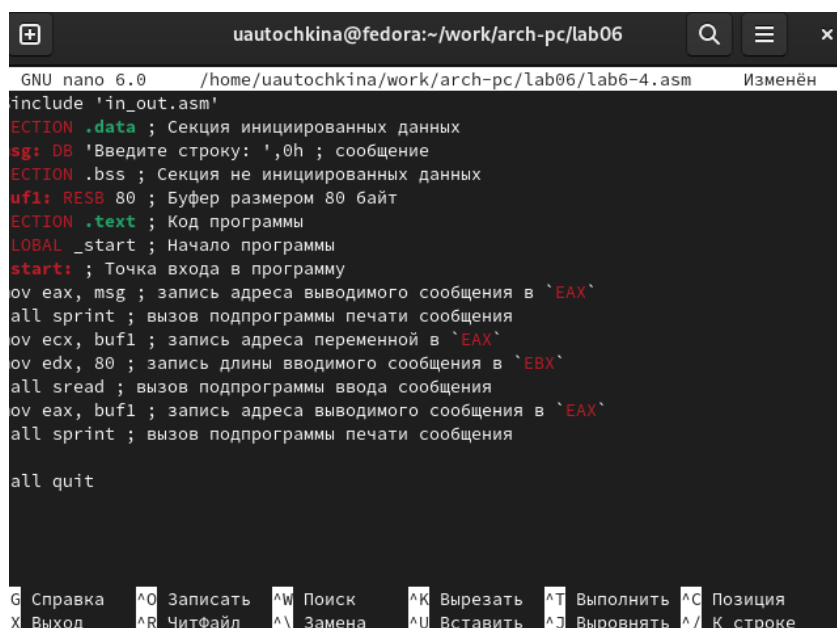 uautochkina@fedora:~/work/arch-pc/lab06
GNU nano 6.0 /home/uautochkina/work/arch-pc/lab06/lab6-4.asm Изменён
include 'in_out.asm'
ECTION .data ; Секция инициированных данных
sg: DB 'Введите строку: ',0h ; сообщение
ECTION .bss ; Секция не инициированных данных
uf1: RESB 80 ; Буфер размером 80 байт
ECTION .text ; Код программы
LOBAL _start ; Начало программы
start: ; Точка входа в программу
ov eax, msg ; запись адреса выводимого сообщения в `EAX`
all sprint ; вызов подпрограммы печати сообщения
ov ecx, buf1 ; запись адреса переменной в `EAX`
ov edx, 80 ; запись длины вводимого сообщения в `EBX`
all sread ; вызов подпрограммы ввода сообщения
ov eax, buf1 ; запись адреса выводимого сообщения в `EAX`
all sprint ; вызов подпрограммы печати сообщения
all quit
G Справка ^O Записать ^W Поиск ^K Вырезать ^T Выполнить ^C Позиция
X Выход ^R ЧитФайл ^\ Замена ^U Вставить ^J Выровнять ^/ К строке